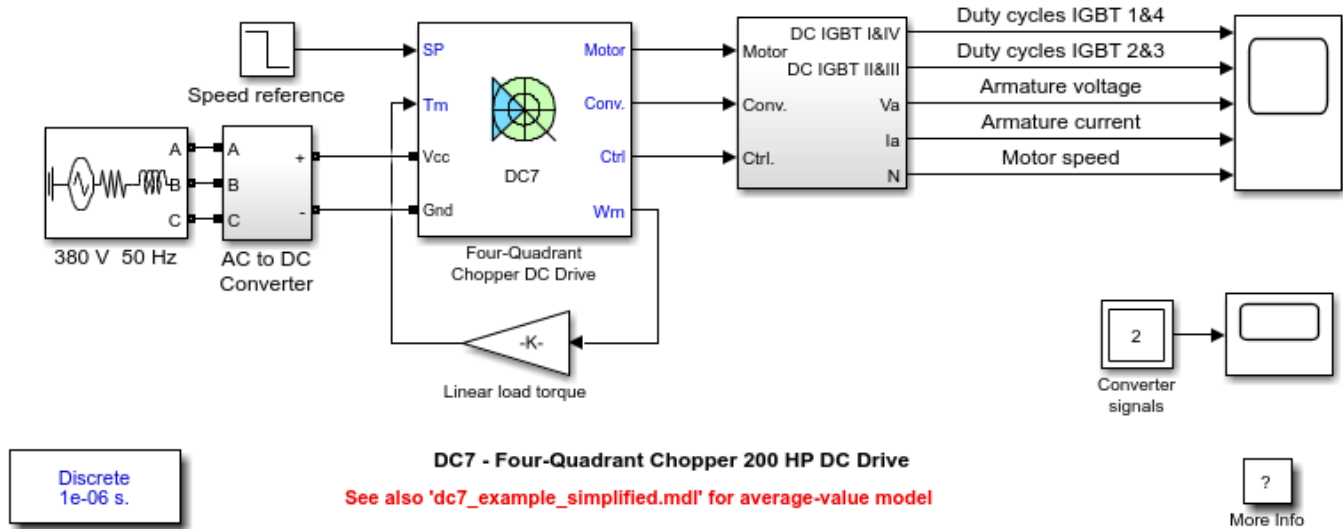 Speed reference
A
B
C
380 V 50 Hz
A
B
C
+
-
AC to DC
Converter
SP
Tm
Vcc
Gnd
DC7
Motor
Conv.
Ctrl
Wm
Four-Quadrant
Chopper DC Drive
-K-
Linear load torque
Motor
Conv.
Ctrl.
DC IGBT I&IV
DC IGBT II&III
Va
Ia
N
Duty cycles IGBT 1&4
Duty cycles IGBT 2&3
Armature voltage
Armature current
Motor speed
2
Converter
signals
Discrete
1e-06 s.
DC7 - Four-Quadrant Chopper 200 HP DC Drive
See also 'dc7_example_simplified.mdl' for average-value model
?
More Info